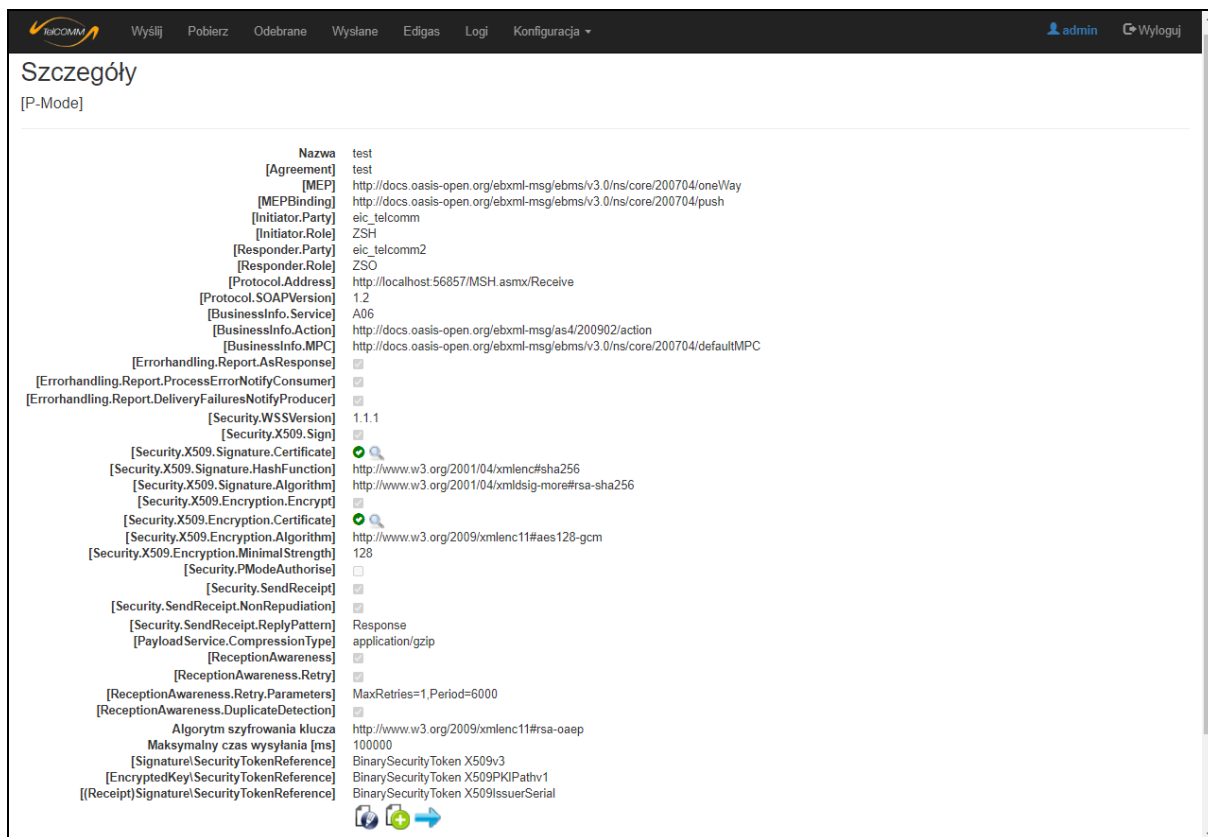 TELCOMM Wyślij Pobierz Odebrane Wysłane Edigas Logi Konfiguracja admin Wyloguj
Szczegóły
[P-Mode]
Nazwa test
[Agreement] test
[MEP] http://docs.oasis-open.org/ebxml-msg/ebms/v3.0/ns/core/200704/oneWay
[MEPBinding] http://docs.oasis-open.org/ebxml-msg/ebms/v3.0/ns/core/200704/push
[Initiator.Party] eic_telcomm
[Initiator.Role] ZSH
[Responder.Party] eic_telcomm2
[Responder.Role] ZSO
[Protocol.Address] http://localhost:56857/MSH.asmx/Receive
[Protocol.SOAPVersion] 1.2
[BusinessInfo.Service] A06
[BusinessInfo.Action] http://docs.oasis-open.org/ebxml-msg/as4/200902/action
[BusinessInfo.MPC] http://docs.oasis-open.org/ebxml-msg/ebms/v3.0/ns/core/200704/defaultMPC
[Errorhandling.Report.AsResponse]
[Errorhandling.Report.ProcessErrorNotifyConsumer]
[Errorhandling.Report.DeliveryFailuresNotifyProducer]
[Security.WSSVersion] 1.1.1
[Security.X509.Sign]
[Security.X509.Signature.Certificate]
[Security.X509.Signature.HashFunction] http://www.w3.org/2001/04/xmlenc#sha256
[Security.X509.Signature.Algorithm] http://www.w3.org/2001/04/xmldsig-more#rsa-sha256
[Security.X509.Encryption.Encrypt]
[Security.X509.Encryption.Certificate]
[Security.X509.Encryption.Algorithm] http://www.w3.org/2009/xmlenc11#aes128-gcm
[Security.X509.Encryption.MinimalStrength] 128
[Security.PModeAuthorise]
[Security.SendReceipt]
[Security.SendReceipt.NonRepudiation]
[Security.SendReceipt.ReplyPattern] Response
[PayloadService.CompressionType] application/gzip
[ReceptionAwareness]
[ReceptionAwareness.Retry]
[ReceptionAwareness.Retry.Parameters] MaxRetries=1,Period=6000
[ReceptionAwareness.DuplicateDetection]
Algorytm szyfrowania klucza http://www.w3.org/2009/xmlenc11#rsa-oaep
Maksymalny czas wysyłania [ms] 100000
[Signature\SecurityTokenReference] BinarySecurityToken X509v3
[EncryptedKey\SecurityTokenReference] BinarySecurityToken X509PKIPathv1
[(Receipt)Signature\SecurityTokenReference] BinarySecurityToken X509IssuerSerial